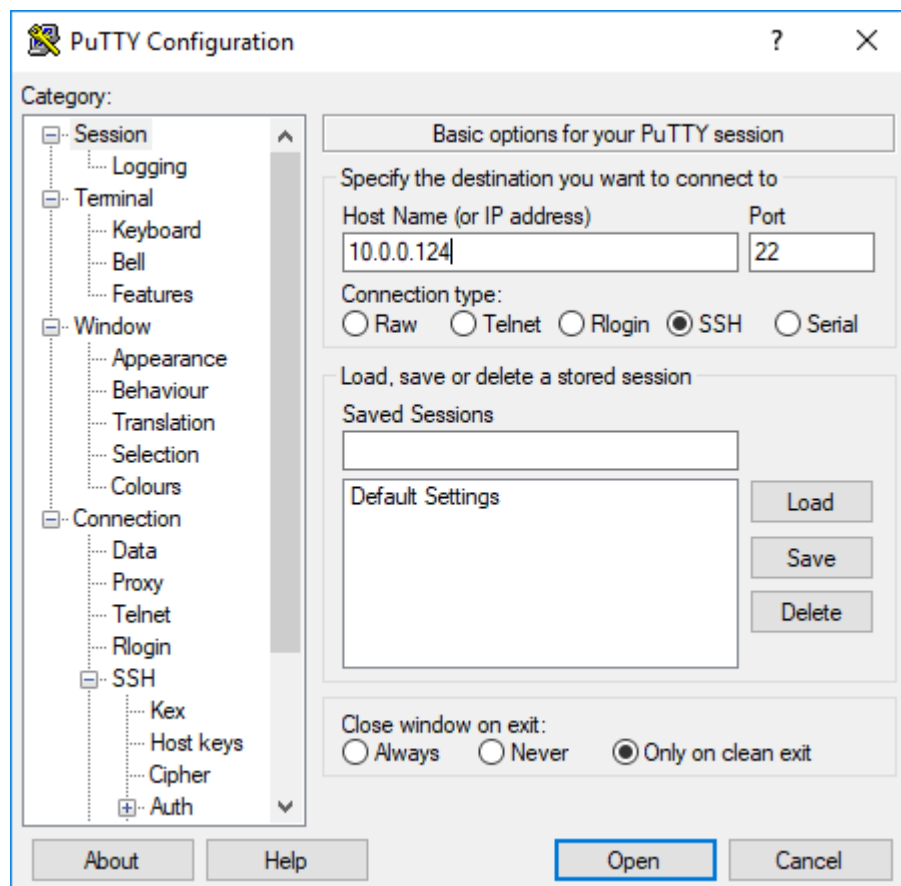 PuTTY Configuration
?
Category:
Session
Logging
Terminal
Keyboard
Bell
Features
Window
Appearance
Behaviour
Translation
Selection
Colours
Connection
Data
Proxy
Telnet
Rlogin
SSH
Kex
Host keys
Cipher
Auth
Basic options for your PuTTY session
Specify the destination you want to connect to
Host Name (or IP address) Port
10.0.0.124 22
Connection type:
Raw Telnet Rlogin SSH Serial
Load, save or delete a stored session
Saved Sessions
Default Settings
Load
Save
Delete
Close window on exit:
Always Never Only on clean exit
About Help Open Cancel